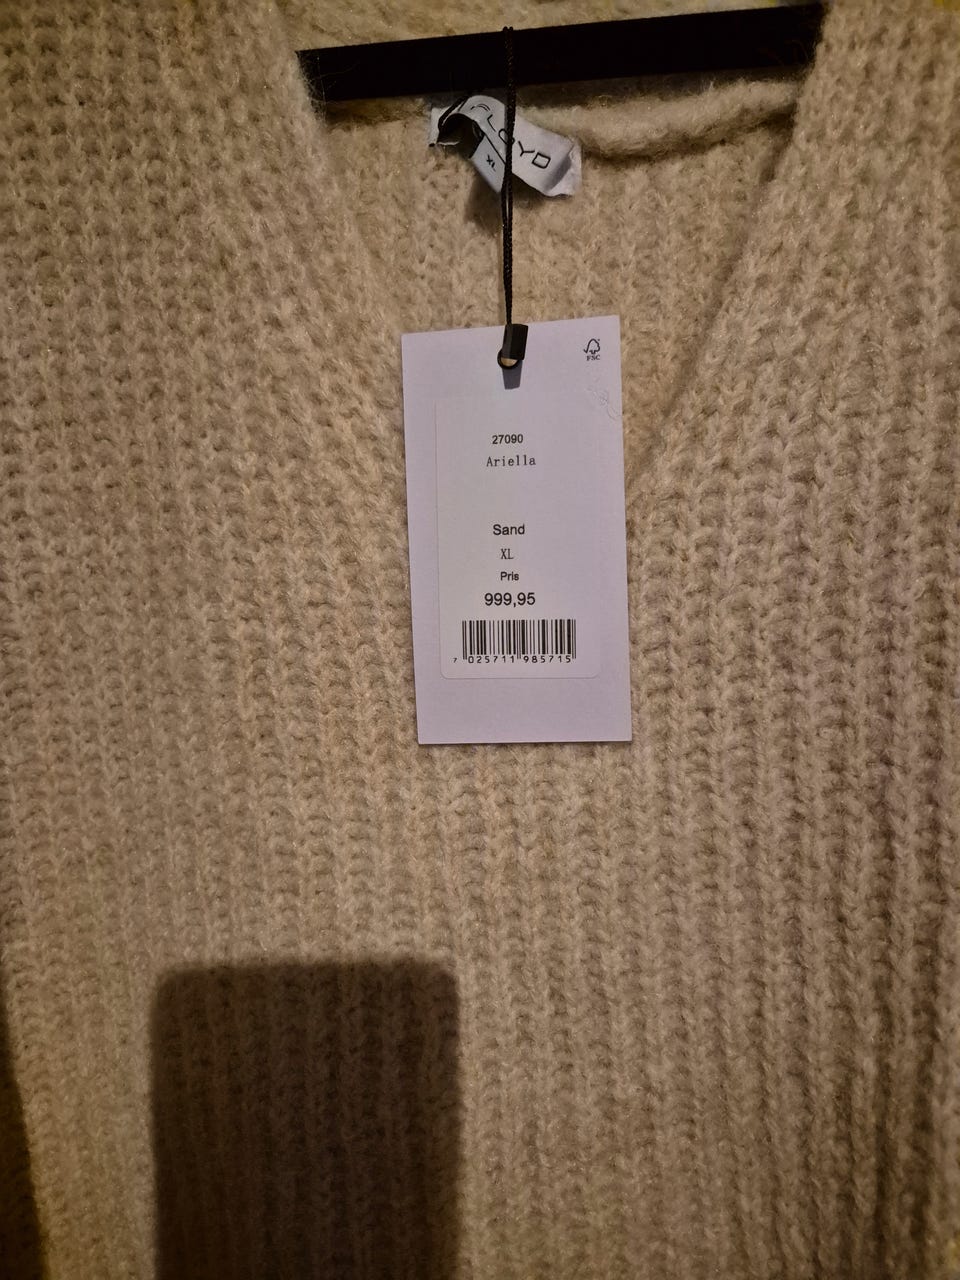 FLOYD
XL
FSC
27090
Ariella
Sand
XL
Pris
999,95
7 025711 985715